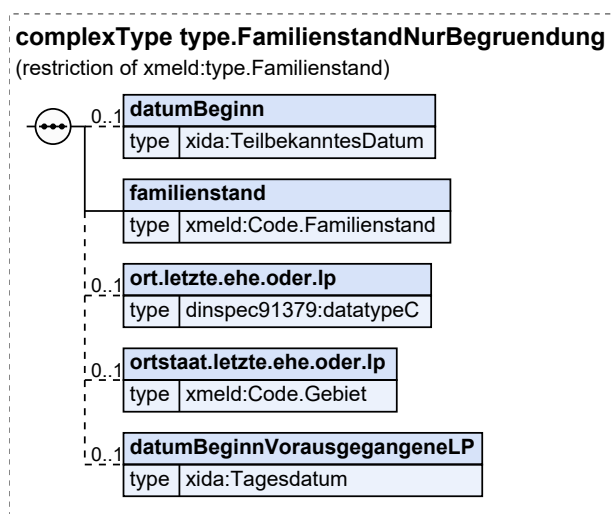 complexType type.FamilienstandNurBegruendung
(restriction of xmeld:type.Familienstand)
0..1 datumBeginn
type xida:TeilbekanntesDatum
familienstand
type xmeld:Code.Familienstand
0..1 ort.letzte.ehe.oder.lp
type dinspec91379:datatypeC
0..1 ortstaat.letzte.ehe.oder.lp
type xmeld:Code.Gebiet
0..1 datumBeginnVorausgegangeneLP
type xida:Tagesdatum